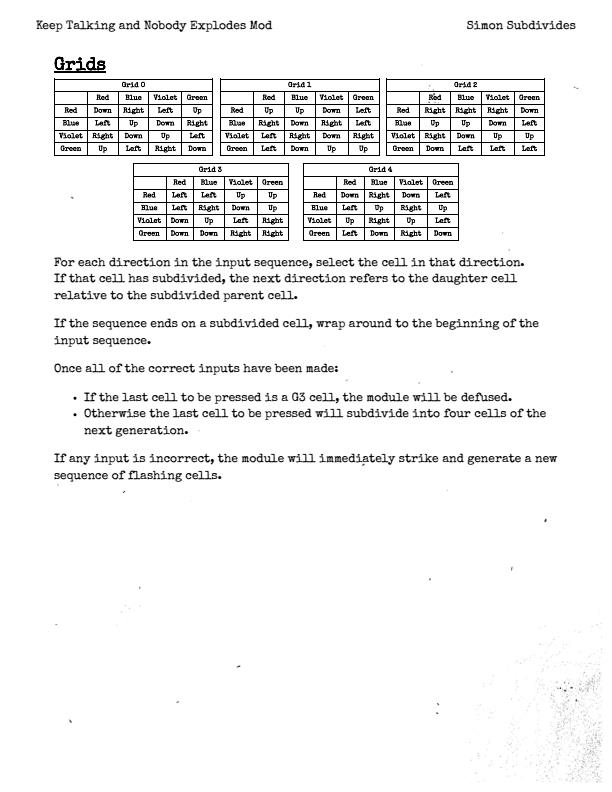 Keep Talking and Nobody Explodes Mod Simon Subdivides
Grids
Grid 0
Red Blue Violet Green
Red Down Right Left Up
Blue Left Up Down Right
Violet Right Down Up Left
Green Up Left Right Down
Grid 1
Red Blue Violet Green
Red Up Up Down Left
Blue Right Down Right Left
Violet Left Right Down Right
Green Left Down Up Up
Grid 2
Red Blue Violet Green
Red Right Right Right Down
Blue Up Up Down Left
Violet Right Down Up Up
Green Down Left Left Left
Grid 3
Red Blue Violet Green
Red Left Left Up Up
Blue Left Right Down Up
Violet Down Up Left Right
Green Down Down Right Right
Grid 4
Red Blue Violet Green
Red Down Right Up Left
Blue Left Up Right Up
Violet Up Right Down Left
Green Left Down Right Down
For each direction in the input sequence, select the cell in that direction.
If that cell has subdivided, the next direction refers to the daughter cell
relative to the subdivided parent cell.
If the sequence ends on a subdivided cell, wrap around to the beginning of the
input sequence.
Once all of the correct inputs have been made:
• If the last cell to be pressed is a G3 cell, the module will be defused.
• Otherwise the last cell to be pressed will subdivide into four cells of the
next generation.
If any input is incorrect, the module will immediately strike and generate a new
sequence of flashing cells.